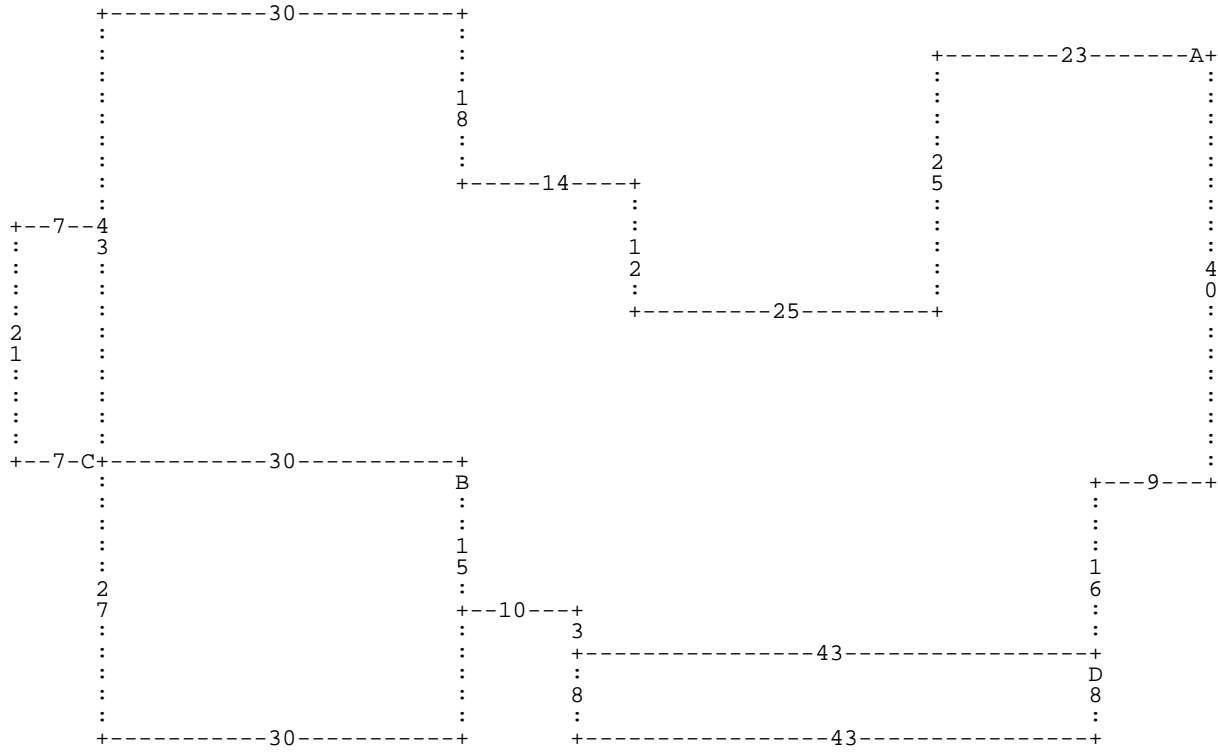 +-----------30-----------+
      :                        :
      :                        :                                +--------23-------A+
      :                        :                                :                  :
      :                        1                                :                  :
      :                        8                                :                  :
      :                        :                                :                  :
      :                        :                                2                  :
      :                        +-----14----+                    5                  :
      :                                    :                    :                  :
+--7--4                                    :                    :                  :
:     3                                    1                    :                  :
:     :                                    2                    :                  4
:     :                                    :                    :                  0
:     :                                    +---------25---------+                  :
2     :                                                                            :
1     :                                                                            :
:     :                                                                            :
:     :                                                                            :
:     :                                                                            :
:     :                                                                            :
+--7-C+-----------30-----------+                                                   :
      :                        B                                           +---9---+
      :                        :                                           :
      :                        :                                           :
      :                        1                                           :
      :                        5                                           1
      2                        :                                           6
      7                        +--10---+                                   :
      :                        :       3                                   :
      :                        :       +----------------43-----------------+
      :                        :       :                                   D
      :                        :       8                                   8
      :                        :       :                                   :
      +-----------30-----------+       +-----------------43----------------+